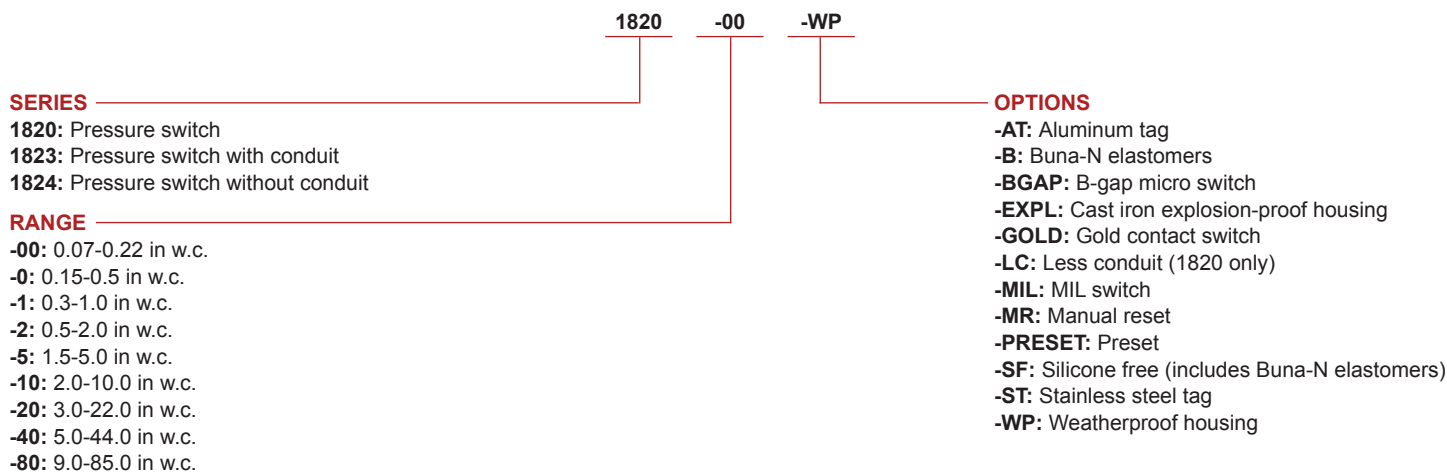 1820 -00 -WP
SERIES
1820: Pressure switch
1823: Pressure switch with conduit
1824: Pressure switch without conduit
RANGE
-00: 0.07-0.22 in w.c.
-0: 0.15-0.5 in w.c.
-1: 0.3-1.0 in w.c.
-2: 0.5-2.0 in w.c.
-5: 1.5-5.0 in w.c.
-10: 2.0-10.0 in w.c.
-20: 3.0-22.0 in w.c.
-40: 5.0-44.0 in w.c.
-80: 9.0-85.0 in w.c.
OPTIONS
-AT: Aluminum tag
-B: Buna-N elastomers
-BGAP: B-gap micro switch
-EXPL: Cast iron explosion-proof housing
-GOLD: Gold contact switch
-LC: Less conduit (1820 only)
-MIL: MIL switch
-MR: Manual reset
-PRESET: Preset
-SF: Silicone free (includes Buna-N elastomers)
-ST: Stainless steel tag
-WP: Weatherproof housing